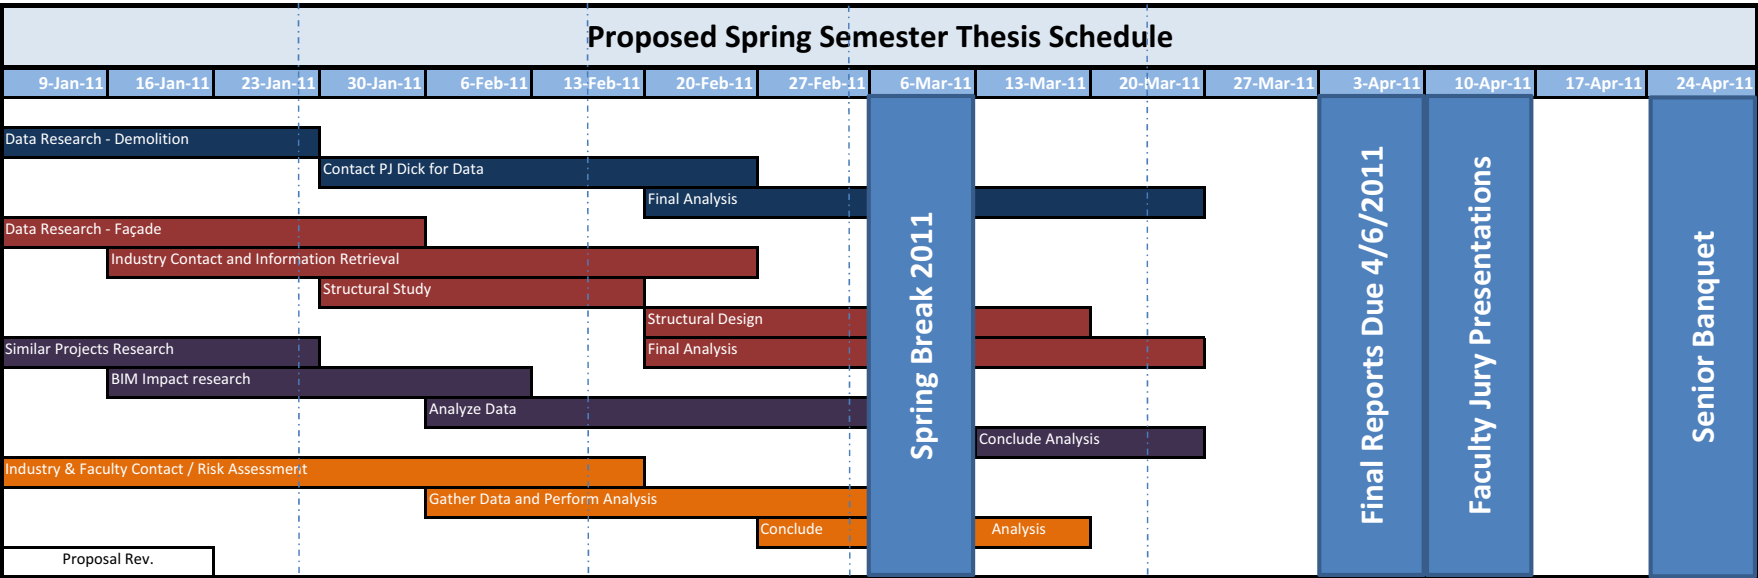 Proposed Spring Semester Thesis Schedule
9-Jan-11 16-Jan-11 23-Jan-11 30-Jan-11 6-Feb-11 13-Feb-11 20-Feb-11 27-Feb-11 6-Mar-11 13-Mar-11 20-Mar-11 27-Mar-11 3-Apr-11 10-Apr-11 17-Apr-11 24-Apr-11
Data Research - Demolition
Contact PJ Dick for Data
Final Analysis
Data Research - Façade
Industry Contact and Information Retrieval
Structural Study
Structural Design
Similar Projects Research
Final Analysis
BIM Impact research
Analyze Data
Conclude Analysis
Industry & Faculty Contact / Risk Assessment
Gather Data and Perform Analysis
Conclude Analysis
Proposal Rev.
Spring Break 2011
Final Reports Due 4/6/2011
Faculty Jury Presentations
Senior Banquet